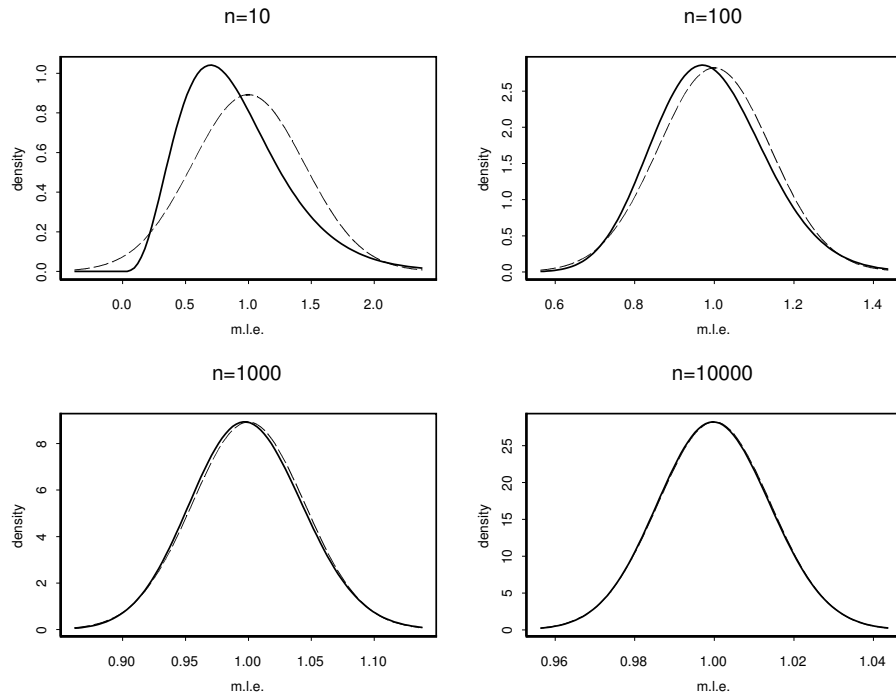 n=10
density
0.0 0.2 0.4 0.6 0.8 1.0
0.0 0.5 1.0 1.5 2.0
m.l.e.
n=100
density
0.0 0.5 1.0 1.5 2.0 2.5
0.6 0.8 1.0 1.2 1.4
m.l.e.
n=1000
density
0 2 4 6 8
0.90 0.95 1.00 1.05 1.10
m.l.e.
n=10000
density
0 5 10 15 20 25
0.96 0.98 1.00 1.02 1.04
m.l.e.